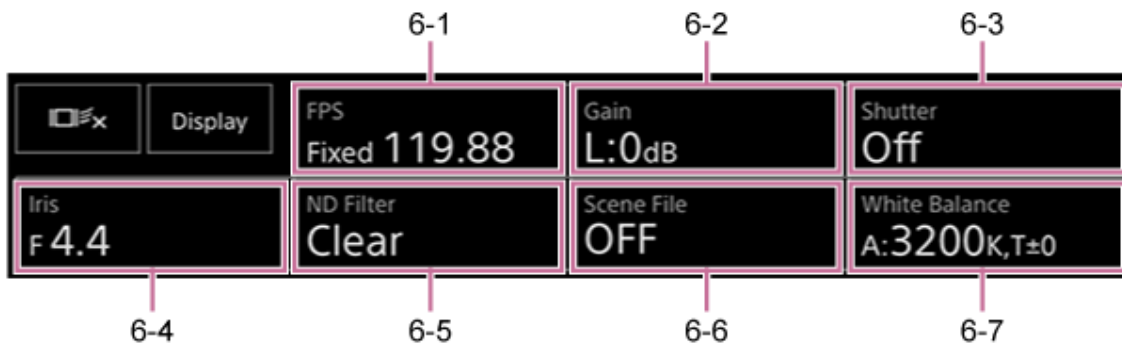 6-1 6-2 6-3
Display
FPS
Fixed 119.88
Gain
L:0dB
Shutter
Off
Iris
F 4.4
ND Filter
Clear
Scene File
OFF
White Balance
A:3200K,T±0
6-4 6-5 6-6 6-7